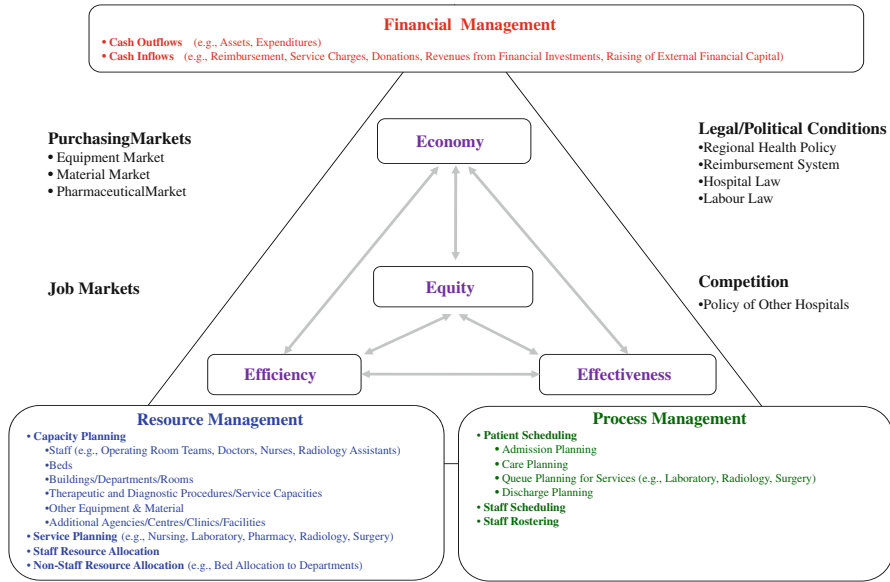 Financial Management
• Cash Outflows (e.g., Assets, Expenditures)
• Cash Inflows (e.g., Reimbursement, Service Charges, Donations, Revenues from Financial Investments, Raising of External Financial Capital)
PurchasingMarkets
• Equipment Market
• Material Market
• PharmaceuticalMarket
Job Markets
Economy
Equity
Efficiency
Effectiveness
Legal/Political Conditions
•Regional Health Policy
•Reimbursement System
•Hospital Law
•Labour Law
Competition
•Policy of Other Hospitals
Resource Management
• Capacity Planning
•Staff (e.g., Operating Room Teams, Doctors, Nurses, Radiology Assistants)
•Beds
•Buildings/Departments/Rooms
•Therapeutic and Diagnostic Procedures/Service Capacities
•Other Equipment & Material
•Additional Agencies/Centres/Clinics/Facilities
• Service Planning (e.g., Nursing, Laboratory, Pharmacy, Radiology, Surgery)
• Staff Resource Allocation
• Non-Staff Resource Allocation (e.g., Bed Allocation to Departments)
Process Management
• Patient Scheduling
• Admission Planning
• Care Planning
• Queue Planning for Services (e.g., Laboratory, Radiology, Surgery)
• Discharge Planning
• Staff Scheduling
• Staff Rostering